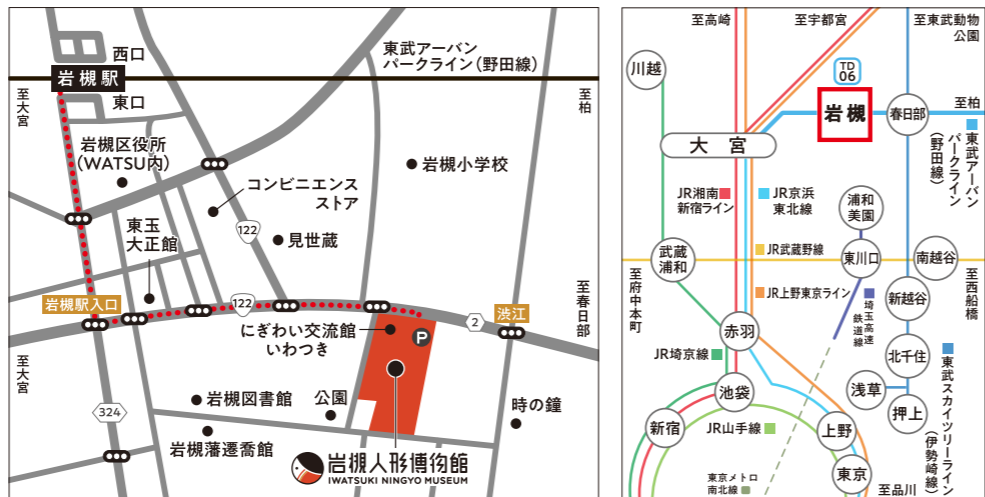 西口
岩槻駅
東口
至大宮
岩槻区役所
(WATSU内)
東武アーバン
パークライン(野田線)
至柏
岩槻小学校
コンビニエンス
ストア
122
見世蔵
東玉
大正館
岩槻駅入口
122
至春日部
渋江
2
にぎわい交流館
いわつき
P
至大宮
324
岩槻図書館
公園
時の鐘
岩槻藩遷喬館
岩槻人形博物館
IWATSUKI NINGYO MUSEUM
至高崎
至宇都宮
至東武動物
公園
川越
TD
06
岩槻
至柏
春日部
大宮
東武アーバン
パークライン
(野田線)
JR湘南
新宿ライン
JR京浜
東北線
浦和
美園
武蔵
浦和
JR武蔵野線
東川口
南越谷
至府中本町
JR上野東京ライン
埼玉高速
鉄道線
新越谷
至西船橋
赤羽
JR埼京線
北千住
池袋
浅草
押上
東武スカイツリーライン
(伊勢崎線)
新宿
JR山手線
上野
東京
東京メトロ
南北線
至品川